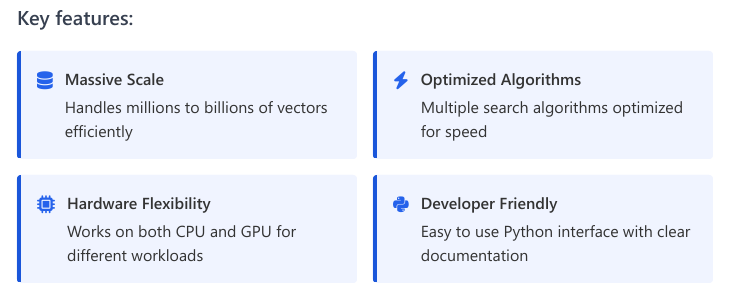 Key features:
Massive Scale
Handles millions to billions of vectors
efficiently
Optimized Algorithms
Multiple search algorithms optimized
for speed
Hardware Flexibility
Works on both CPU and GPU for
different workloads
Developer Friendly
Easy to use Python interface with clear
documentation